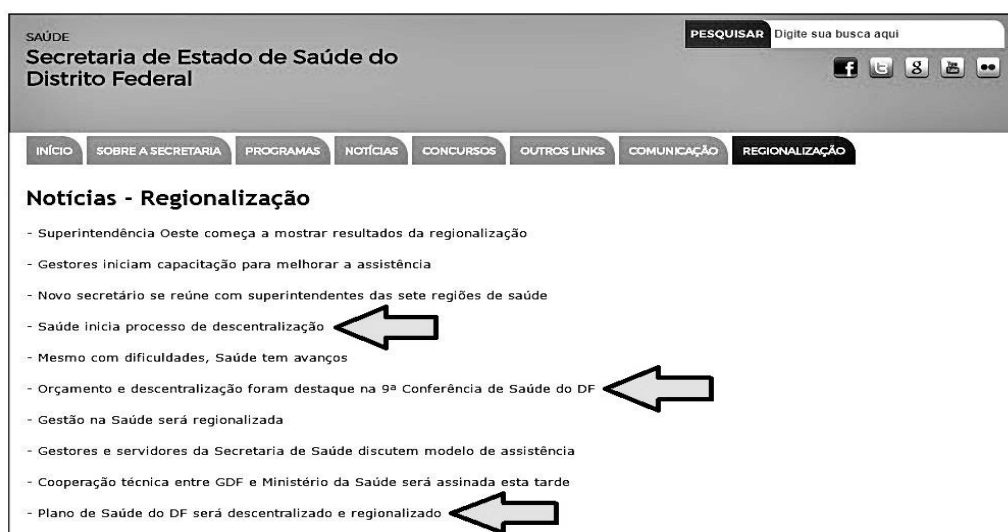 SAÚDE
Secretaria de Estado de Saúde do
Distrito Federal
PESQUISAR Digite sua busca aqui
INÍCIO SOBRE A SECRETARIA PROGRAMAS NOTÍCIAS CONCURSOS OUTROS LINKS COMUNICAÇÃO REGIONALIZAÇÃO
Notícias - Regionalização
- Superintendência Oeste começa a mostrar resultados da regionalização
- Gestores iniciam capacitação para melhorar a assistência
- Novo secretário se reúne com superintendentes das sete regiões de saúde
- Saúde inicia processo de descentralização
- Mesmo com dificuldades, Saúde tem avanços
- Orçamento e descentralização foram destaque na 9ª Conferência de Saúde do DF
- Gestão na Saúde será regionalizada
- Gestores e servidores da Secretaria de Saúde discutem modelo de assistência
- Cooperação técnica entre GDF e Ministério da Saúde será assinada esta tarde
- Plano de Saúde do DF será descentralizado e regionalizado